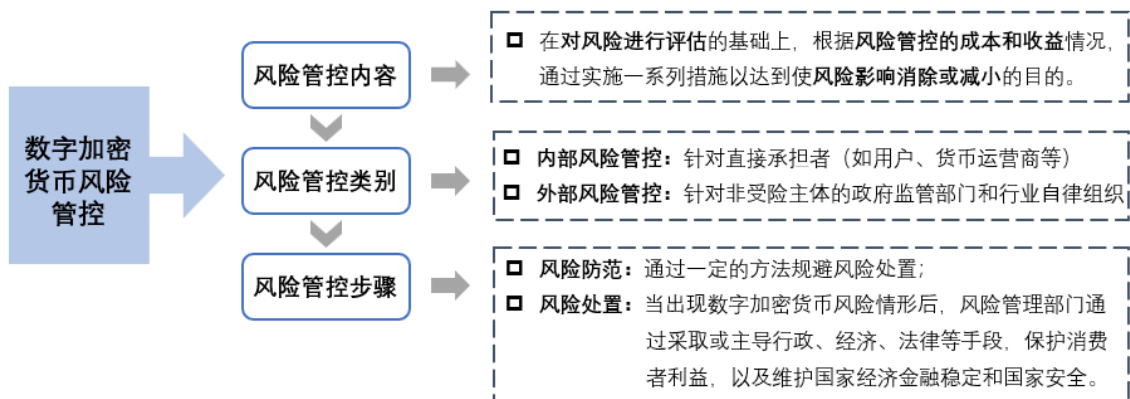 数字加密
货币风险
管控
风险管控内容
在对风险进行评估的基础上，根据风险管控的成本和收益情况，
通过实施一系列措施以达到使风险影响消除或减小的目的。
风险管控类别
内部风险管控：针对直接承担者（如用户、货币运营商等）
外部风险管控：针对非受险主体的政府监管部门和行业自律组织
风险管控步骤
风险防范：通过一定的方法规避风险处置；
风险处置：当出现数字加密货币风险情形后，风险管理部门通
过采取或主导行政、经济、法律等手段，保护消费
者利益，以及维护国家经济金融稳定和国家安全。